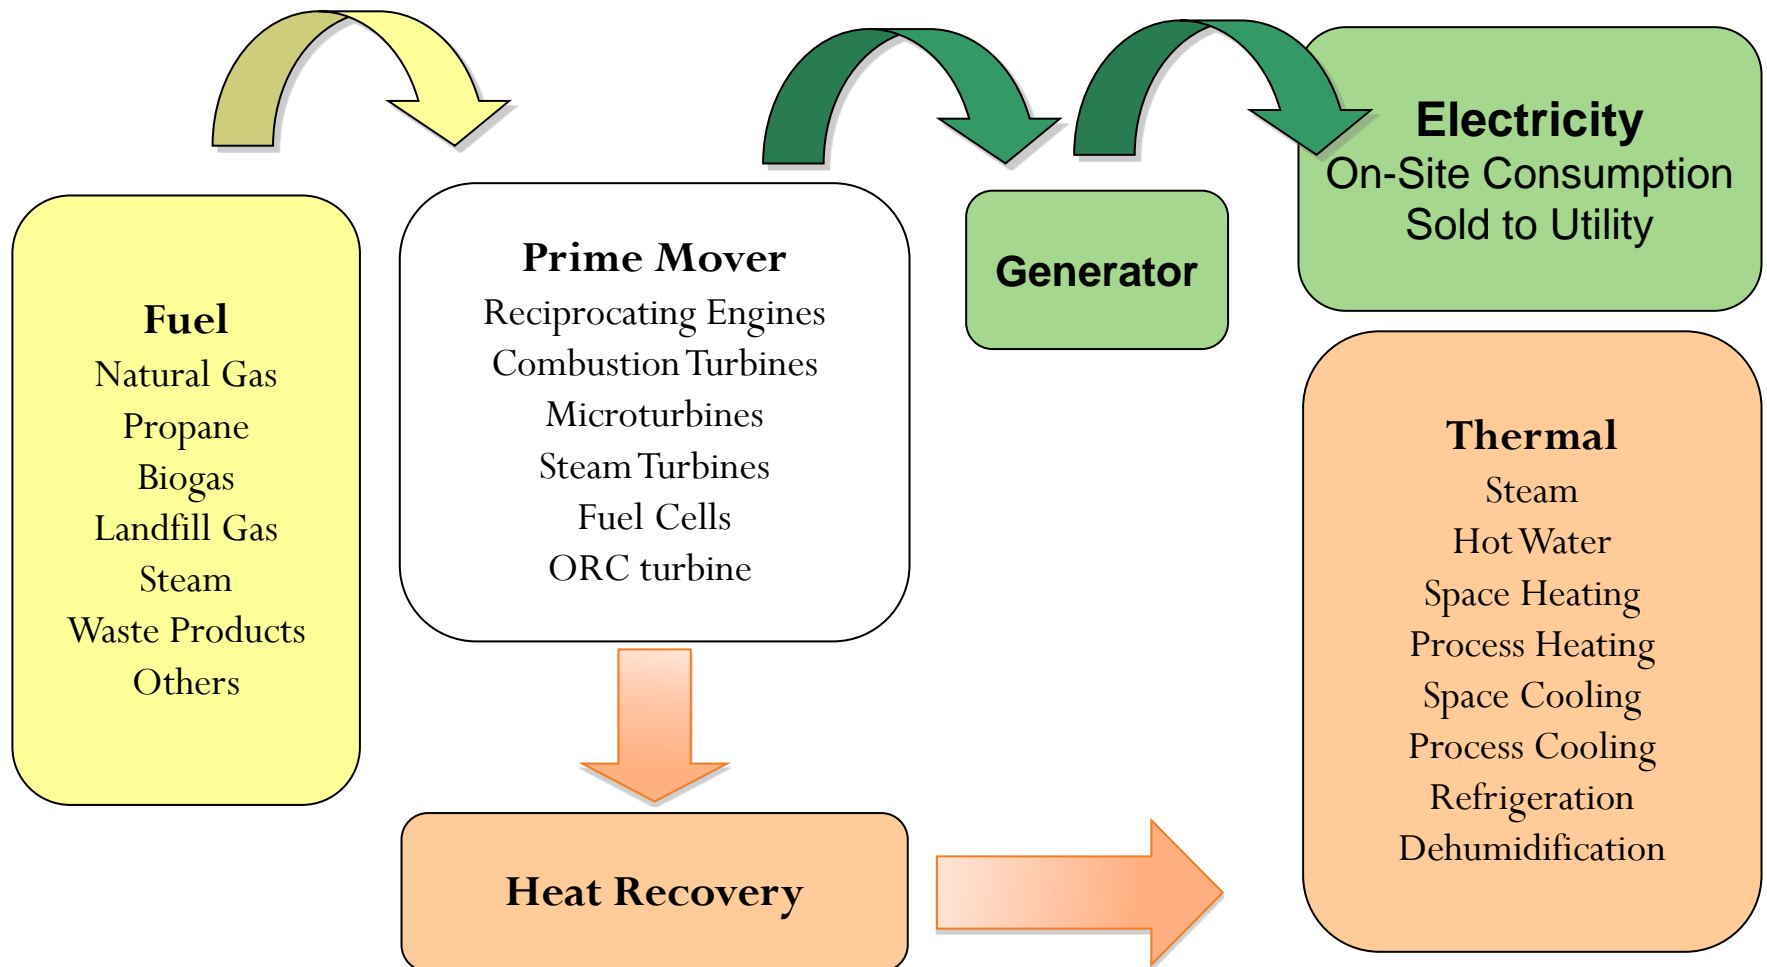 Fuel
Natural Gas
Propane
Biogas
Landfill Gas
Steam
Waste Products
Others
Prime Mover
Reciprocating Engines
Combustion Turbines
Microturbines
Steam Turbines
Fuel Cells
ORC turbine
Generator
Electricity
On-Site Consumption
Sold to Utility
Heat Recovery
Thermal
Steam
Hot Water
Space Heating
Process Heating
Space Cooling
Process Cooling
Refrigeration
Dehumidification